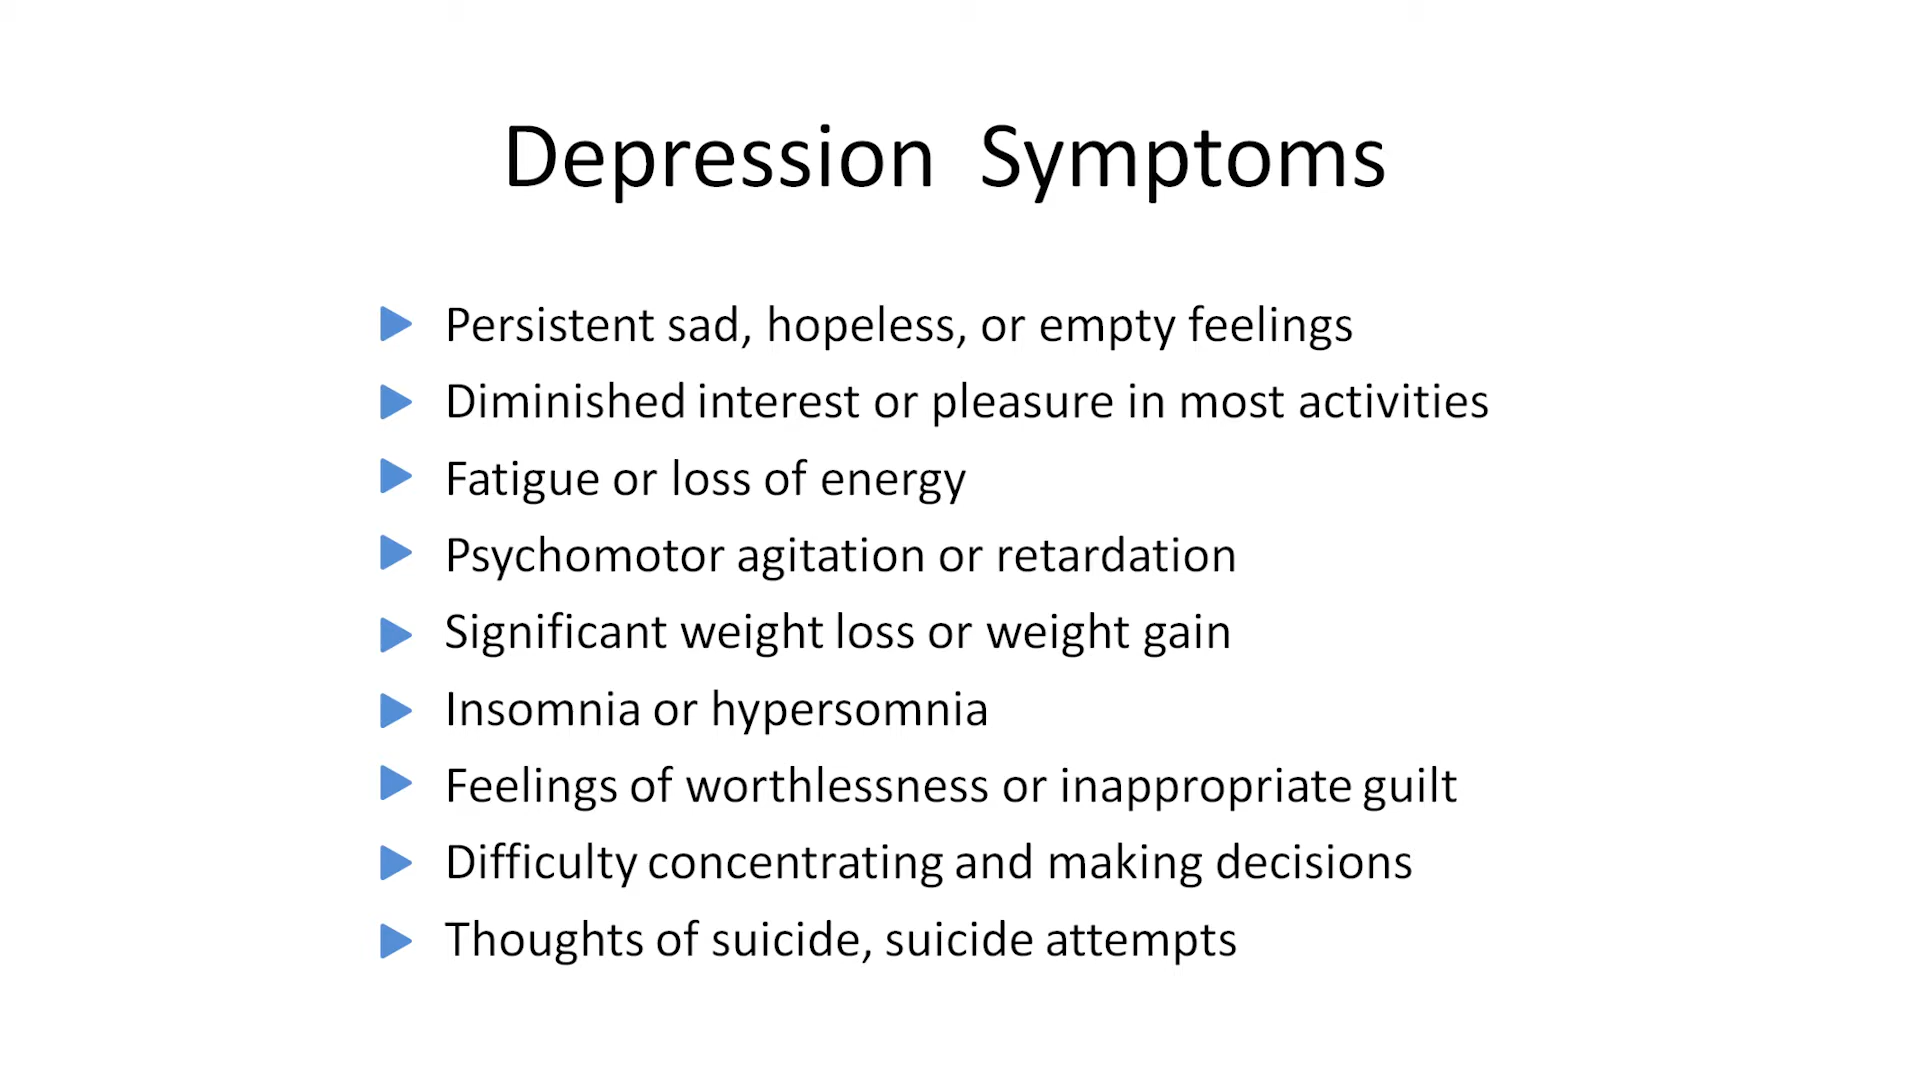 Depression Symptoms
Persistent sad, hopeless, or empty feelings
Diminished interest or pleasure in most activities
Fatigue or loss of energy
Psychomotor agitation or retardation
Significant weight loss or weight gain
Insomnia or hypersomnia
Feelings of worthlessness or inappropriate guilt
Difficulty concentrating and making decisions
Thoughts of suicide, suicide attempts